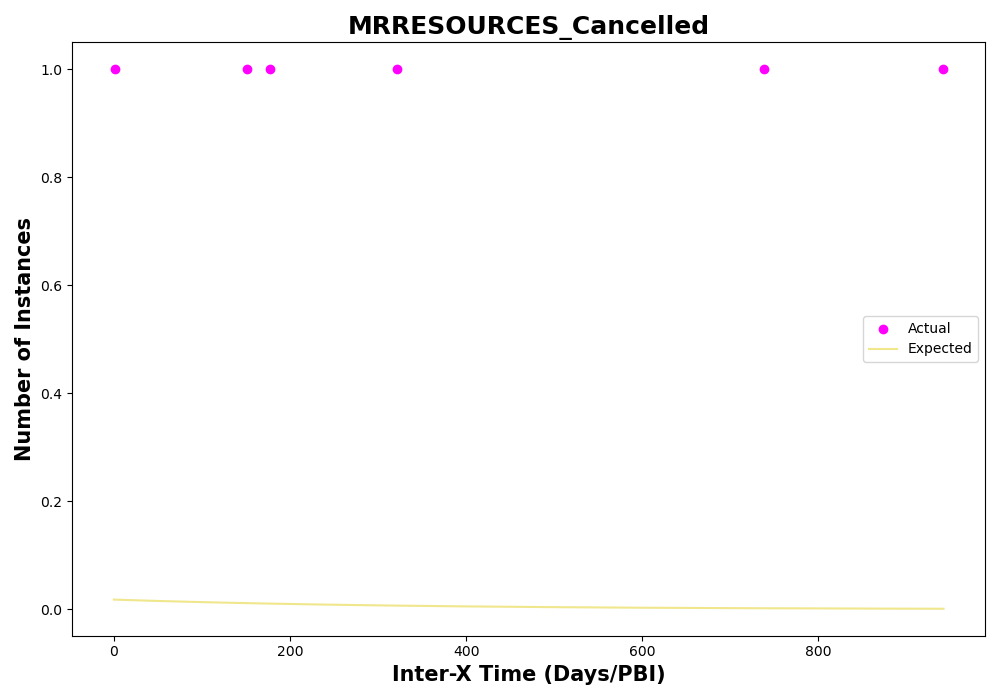 MRRESOURCES_Cancelled
1.0
0.8
0.6
0.4
0.2
0.0
Number of Instances
Actual
Expected
0
200
400
600
800
Inter-X Time (Days/PBI)